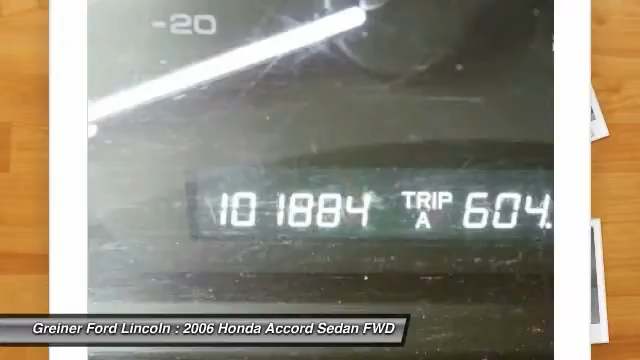 -20
101884 TRIP A 604.
Greiner Ford Lincoln : 2006 Honda Accord Sedan FWD